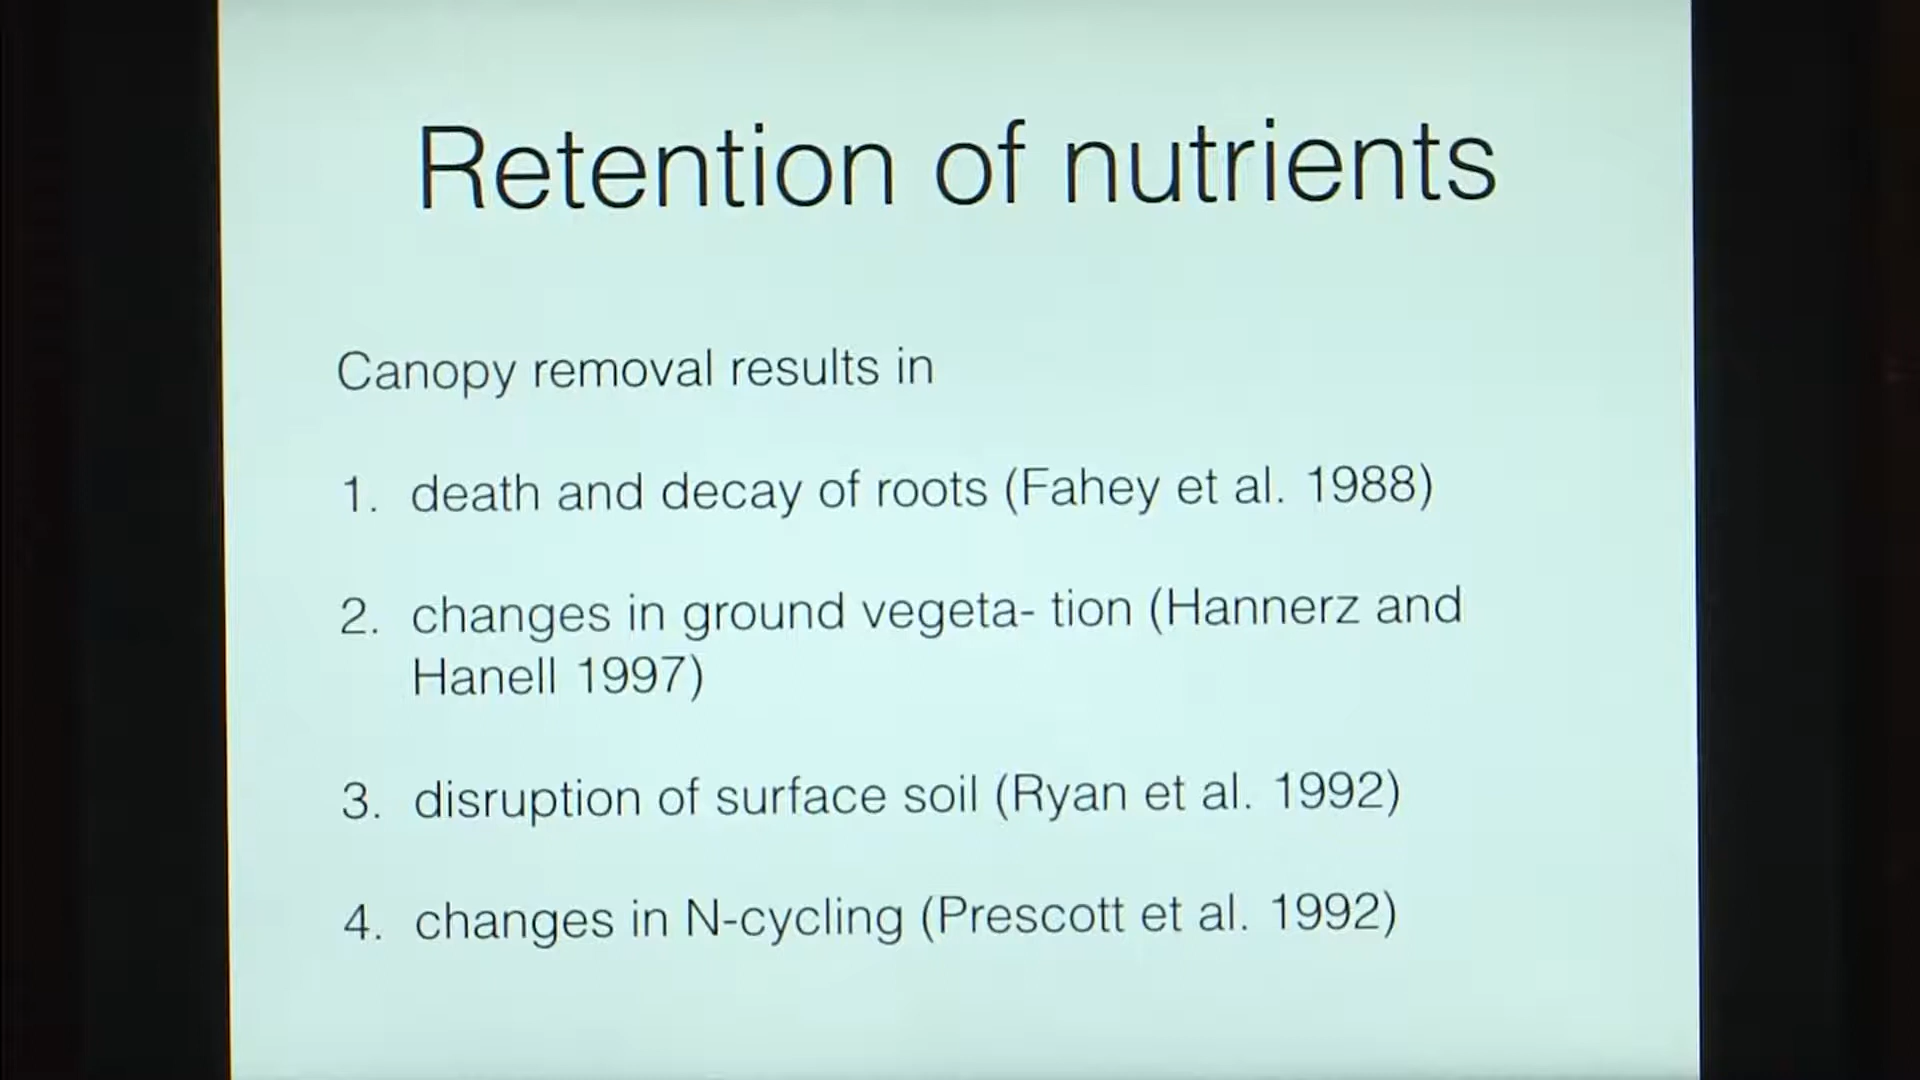 Retention of nutrients
Canopy removal results in
1. death and decay of roots (Fahey et al. 1988)
2. changes in ground vegeta- tion (Hannerz and
Hanell 1997)
3. disruption of surface soil (Ryan et al. 1992)
4. changes in N-cycling (Prescott et al. 1992)